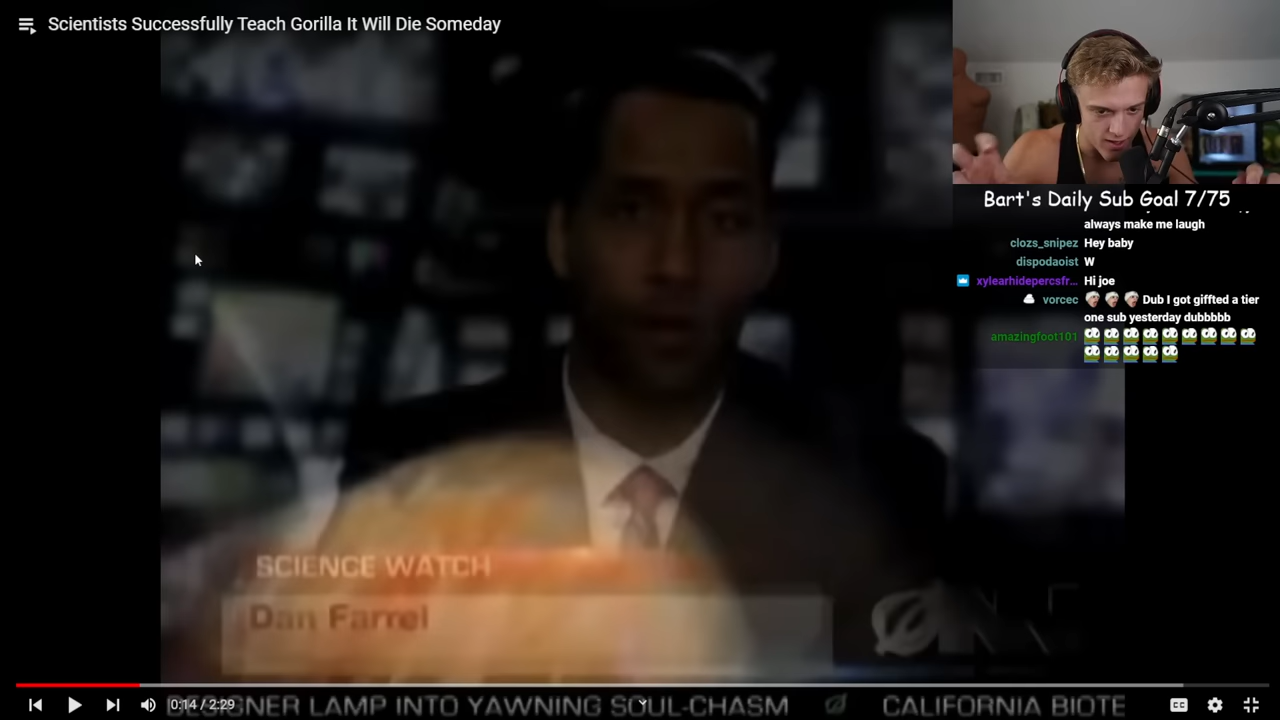 Scientists Successfully Teach Gorilla It Will Die Someday
Bart's Daily Sub Goal 7/75
always make me laugh
clozs_snipez Hey baby
dispodaoist W
xylearhidepercsfr... Hi joe
vorcec Dub I got giffted a tier
one sub yesterday dubbbbb
amazingfoot101
SCIENCE WATCH
Dan Farrel
0:14 / 2:29
DESIGNER LAMP INTO YAWNING SOUL-CHASM CALIFORNIA BIOTE
CC